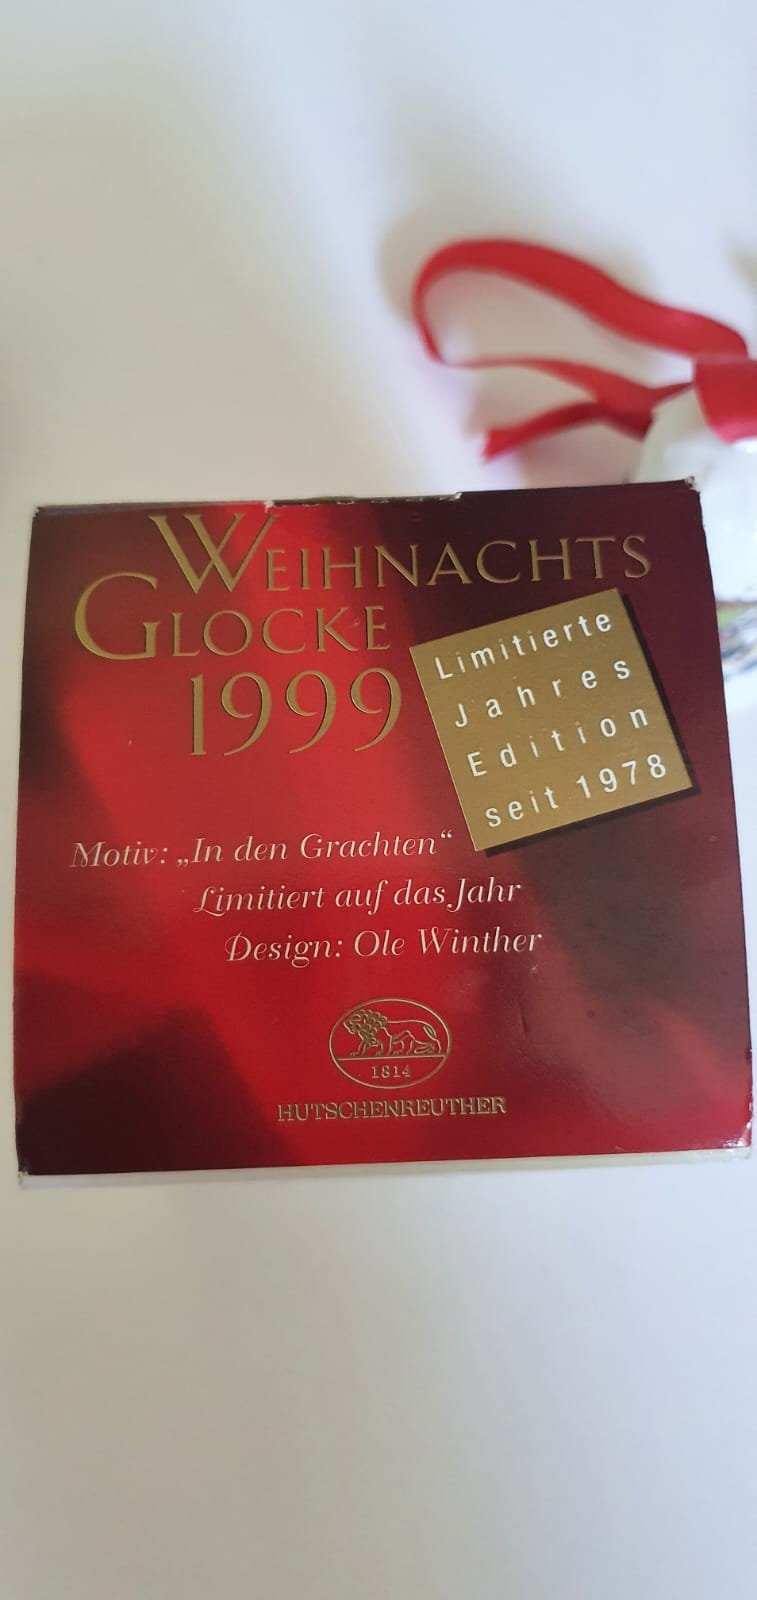 WEIHNACHTS
GLOCKE
1999
Limitierte
Jahres
Edition
seit 1978
Motiv: „In den Grachten“
Limitiert auf das Jahr
Design: Ole Winther
1814
HUTSCHENREUTHER